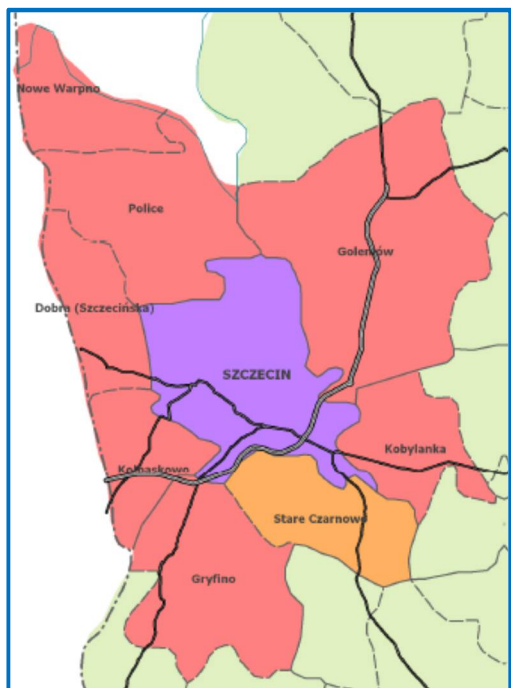 Nowe Warpno
Police
Goleniów
Dobra (Szczecińska)
SZCZECIN
Kobylanka
Kołbaskowo
Stare Czarnowo
Gryfino